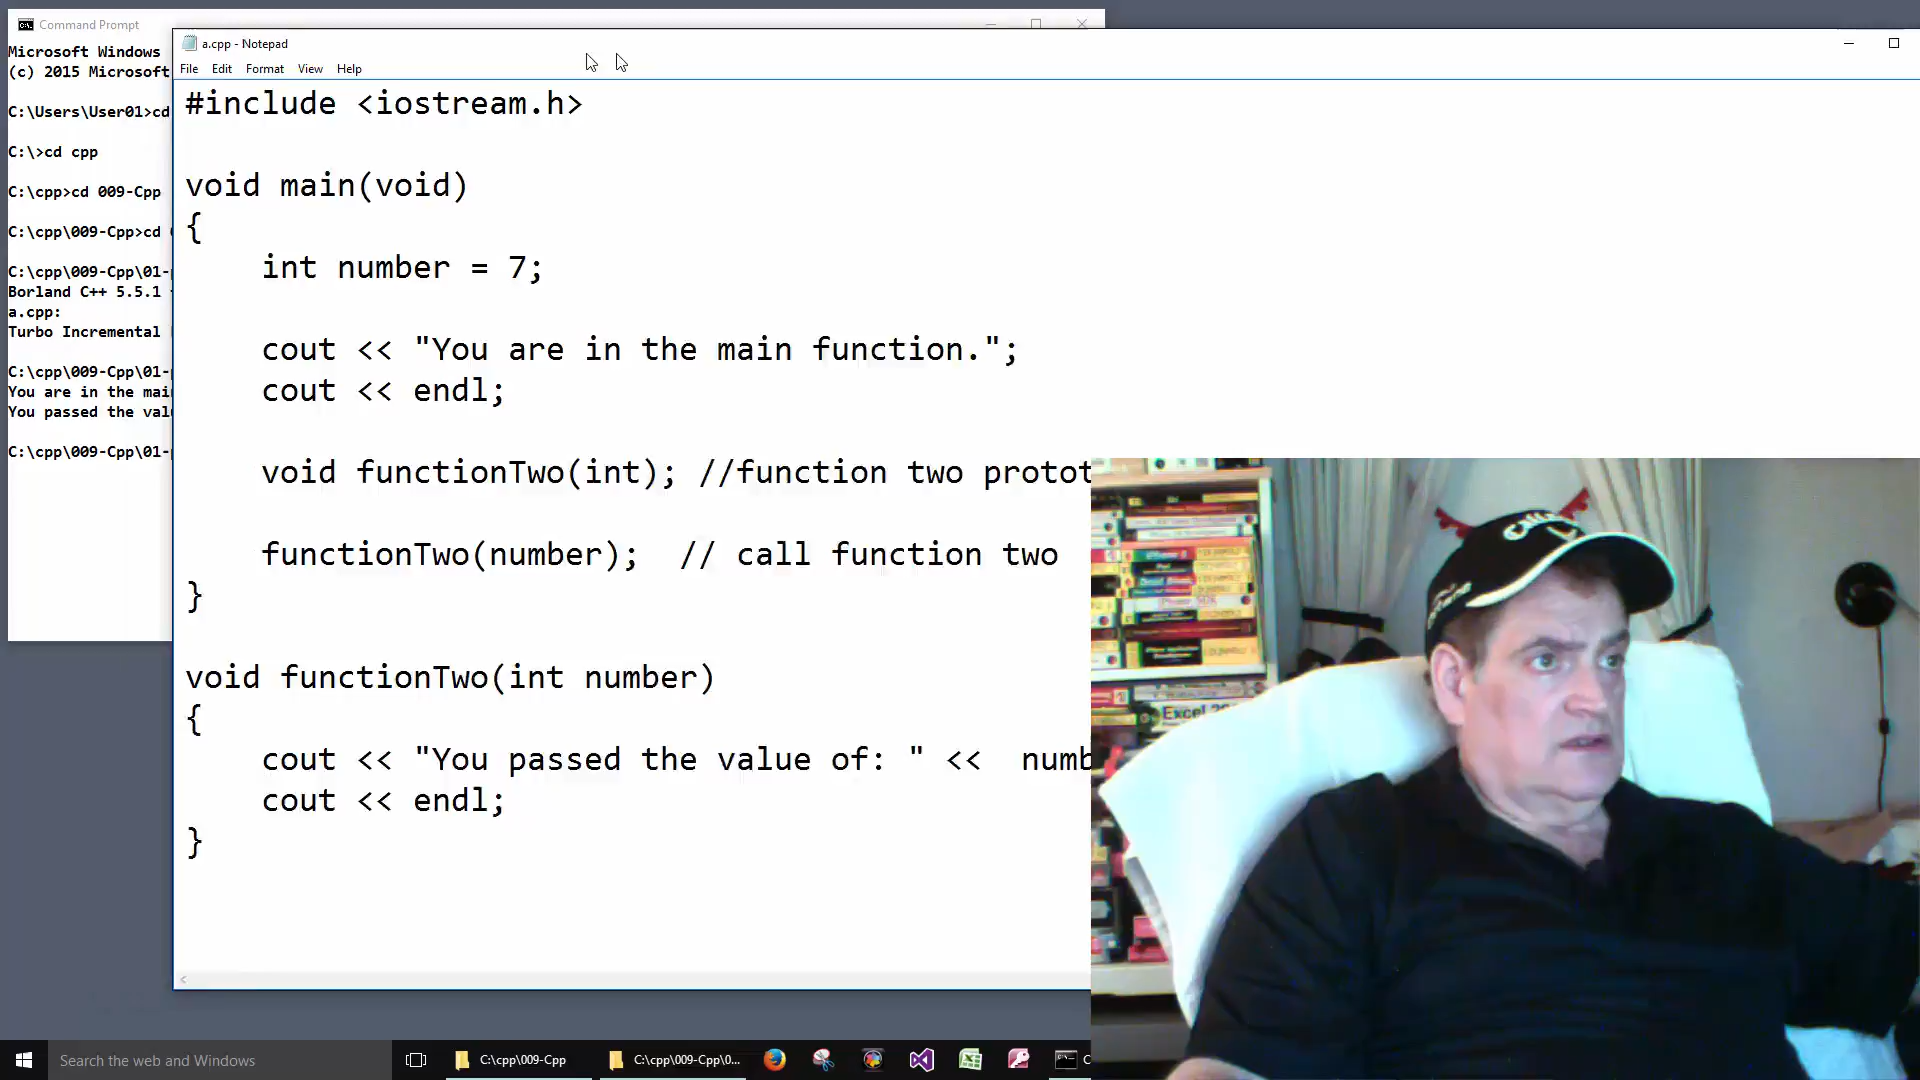 Command Prompt
Microsoft Windows
(c) 2015 Microsoft
C:\Users\User01>cd
C:\>cd cpp
C:\cpp>cd 009-Cpp
C:\cpp\009-Cpp>cd
C:\cpp\009-Cpp\01-
Borland C++ 5.5.1
a.cpp:
Turbo Incremental
C:\cpp\009-Cpp\01-
You are in the main
You passed the valu
C:\cpp\009-Cpp\01-
a.cpp - Notepad
File Edit Format View Help
#include <iostream.h>
void main(void)
{
int number = 7;
cout << "You are in the main function.";
cout << endl;
void functionTwo(int); //function two protot
functionTwo(number); // call function two
}
void functionTwo(int number)
{
cout << "You passed the value of: " << numb
cout << endl;
}
Excel
Search the web and Windows
C:\cpp\009-Cpp
C:\cpp\009-Cpp\0...
C